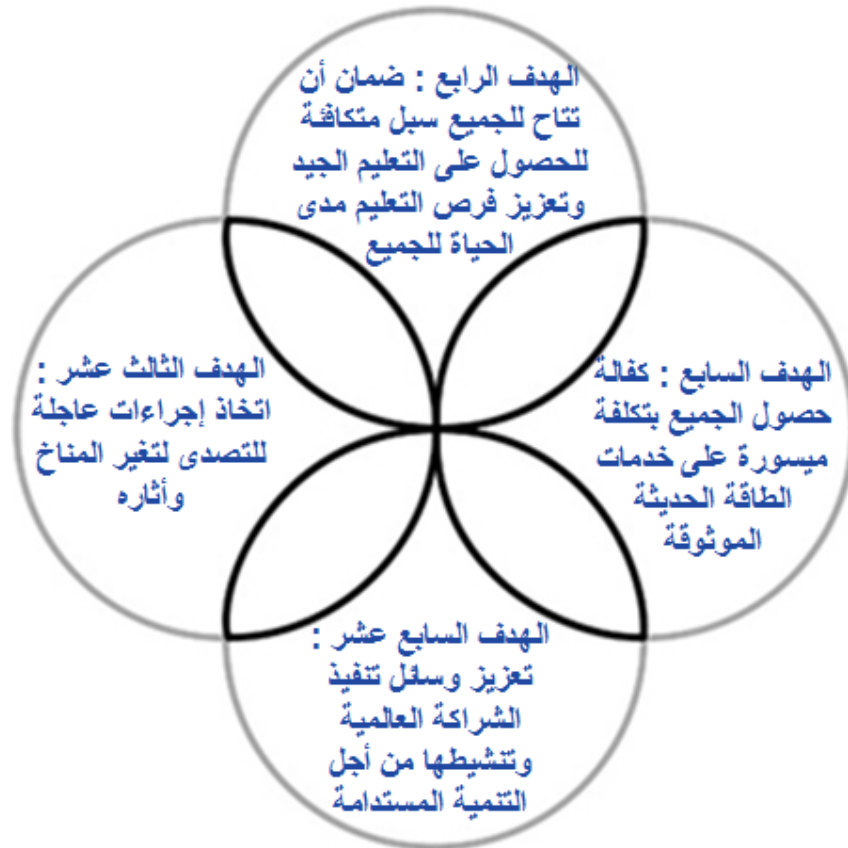 الهدف الرابع : ضمان أن
تتاح للجميع سبل متكافئة
للحصول على التعليم الجيد
وتعزيز فرص التعليم مدى
الحياة للجميع
الهدف السابع : كفالة
حصول الجميع بتكلفة
ميسورة على خدمات
الطاقة الحديثة
الموثوقة
الهدف الثالث عشر :
اتخاذ إجراءات عاجلة
للتصدى لتغير المناخ
وأثاره
الهدف السابع عشر :
تعزيز وسائل تنفيذ
الشراكة العالمية
وتنشيطها من أجل
التنمية المستدامة